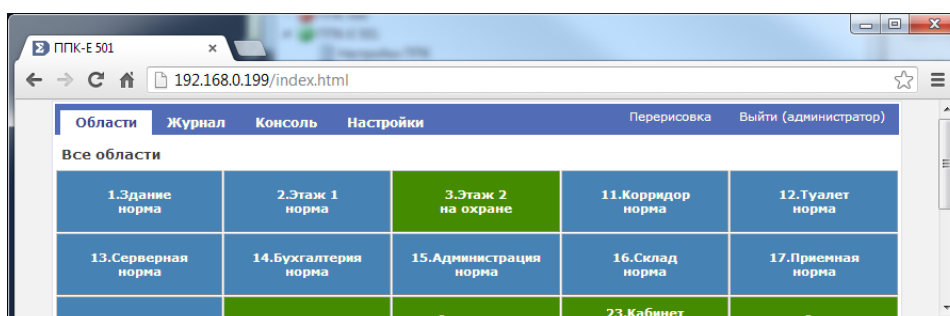 ППК-Е 501
192.168.0.199/index.html
Области Журнал Консоль Настройки Перерисовка Выйти (администратор)
Все области
1.Здание 2.Этаж 1 3.Этаж 2 11.Корридор 12.Туалет
норма норма на охране норма норма
13.Серверная 14.Бухгалтерия 15.Администрация 16.Склад 17.Приемная
норма норма норма норма норма
23.Кабинет